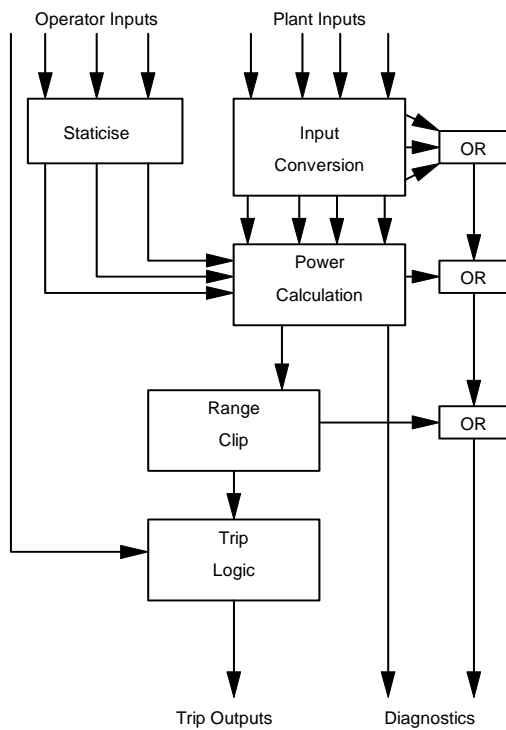 Operator Inputs
Plant Inputs
Staticise
Input
Conversion
OR
Power
Calculation
OR
Range
Clip
OR
Trip
Logic
Trip Outputs
Diagnostics